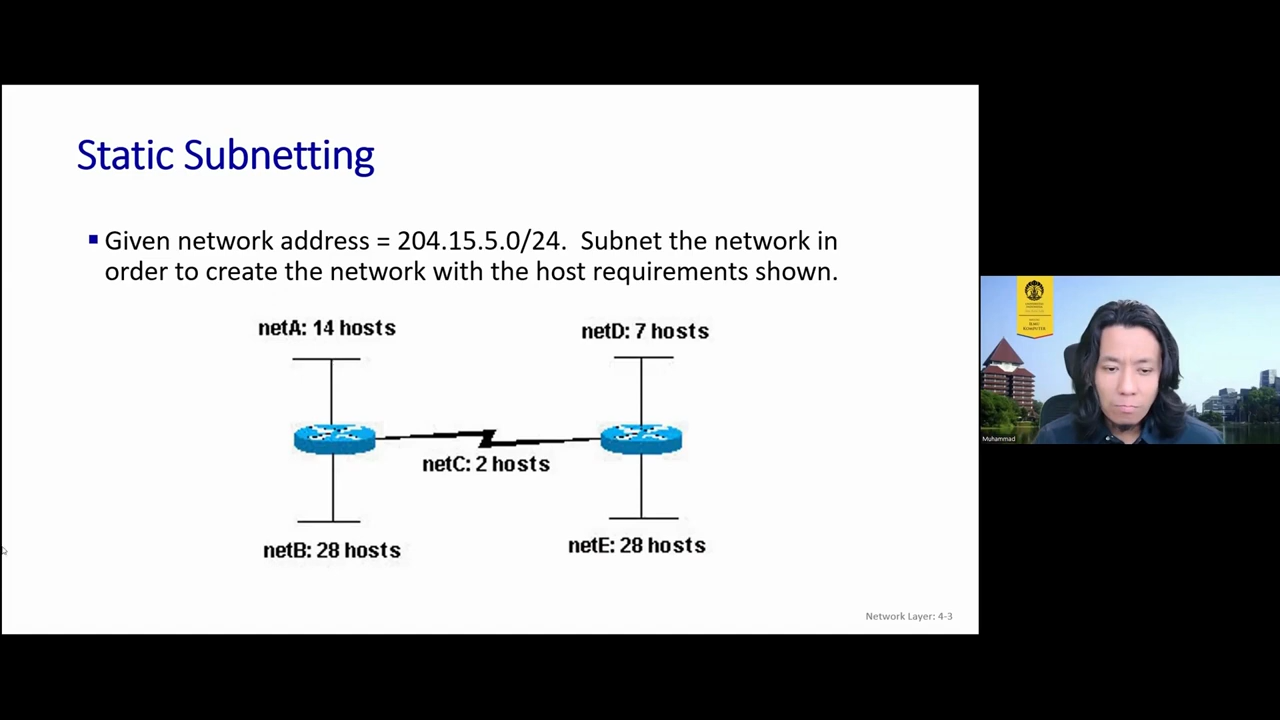 Static Subnetting
Given network address = 204.15.5.0/24. Subnet the network in
order to create the network with the host requirements shown.
netA: 14 hosts
netD: 7 hosts
netC: 2 hosts
netB: 28 hosts
netE: 28 hosts
Network Layer: 4-3
ILMU
KOMPUTER
Muhammad